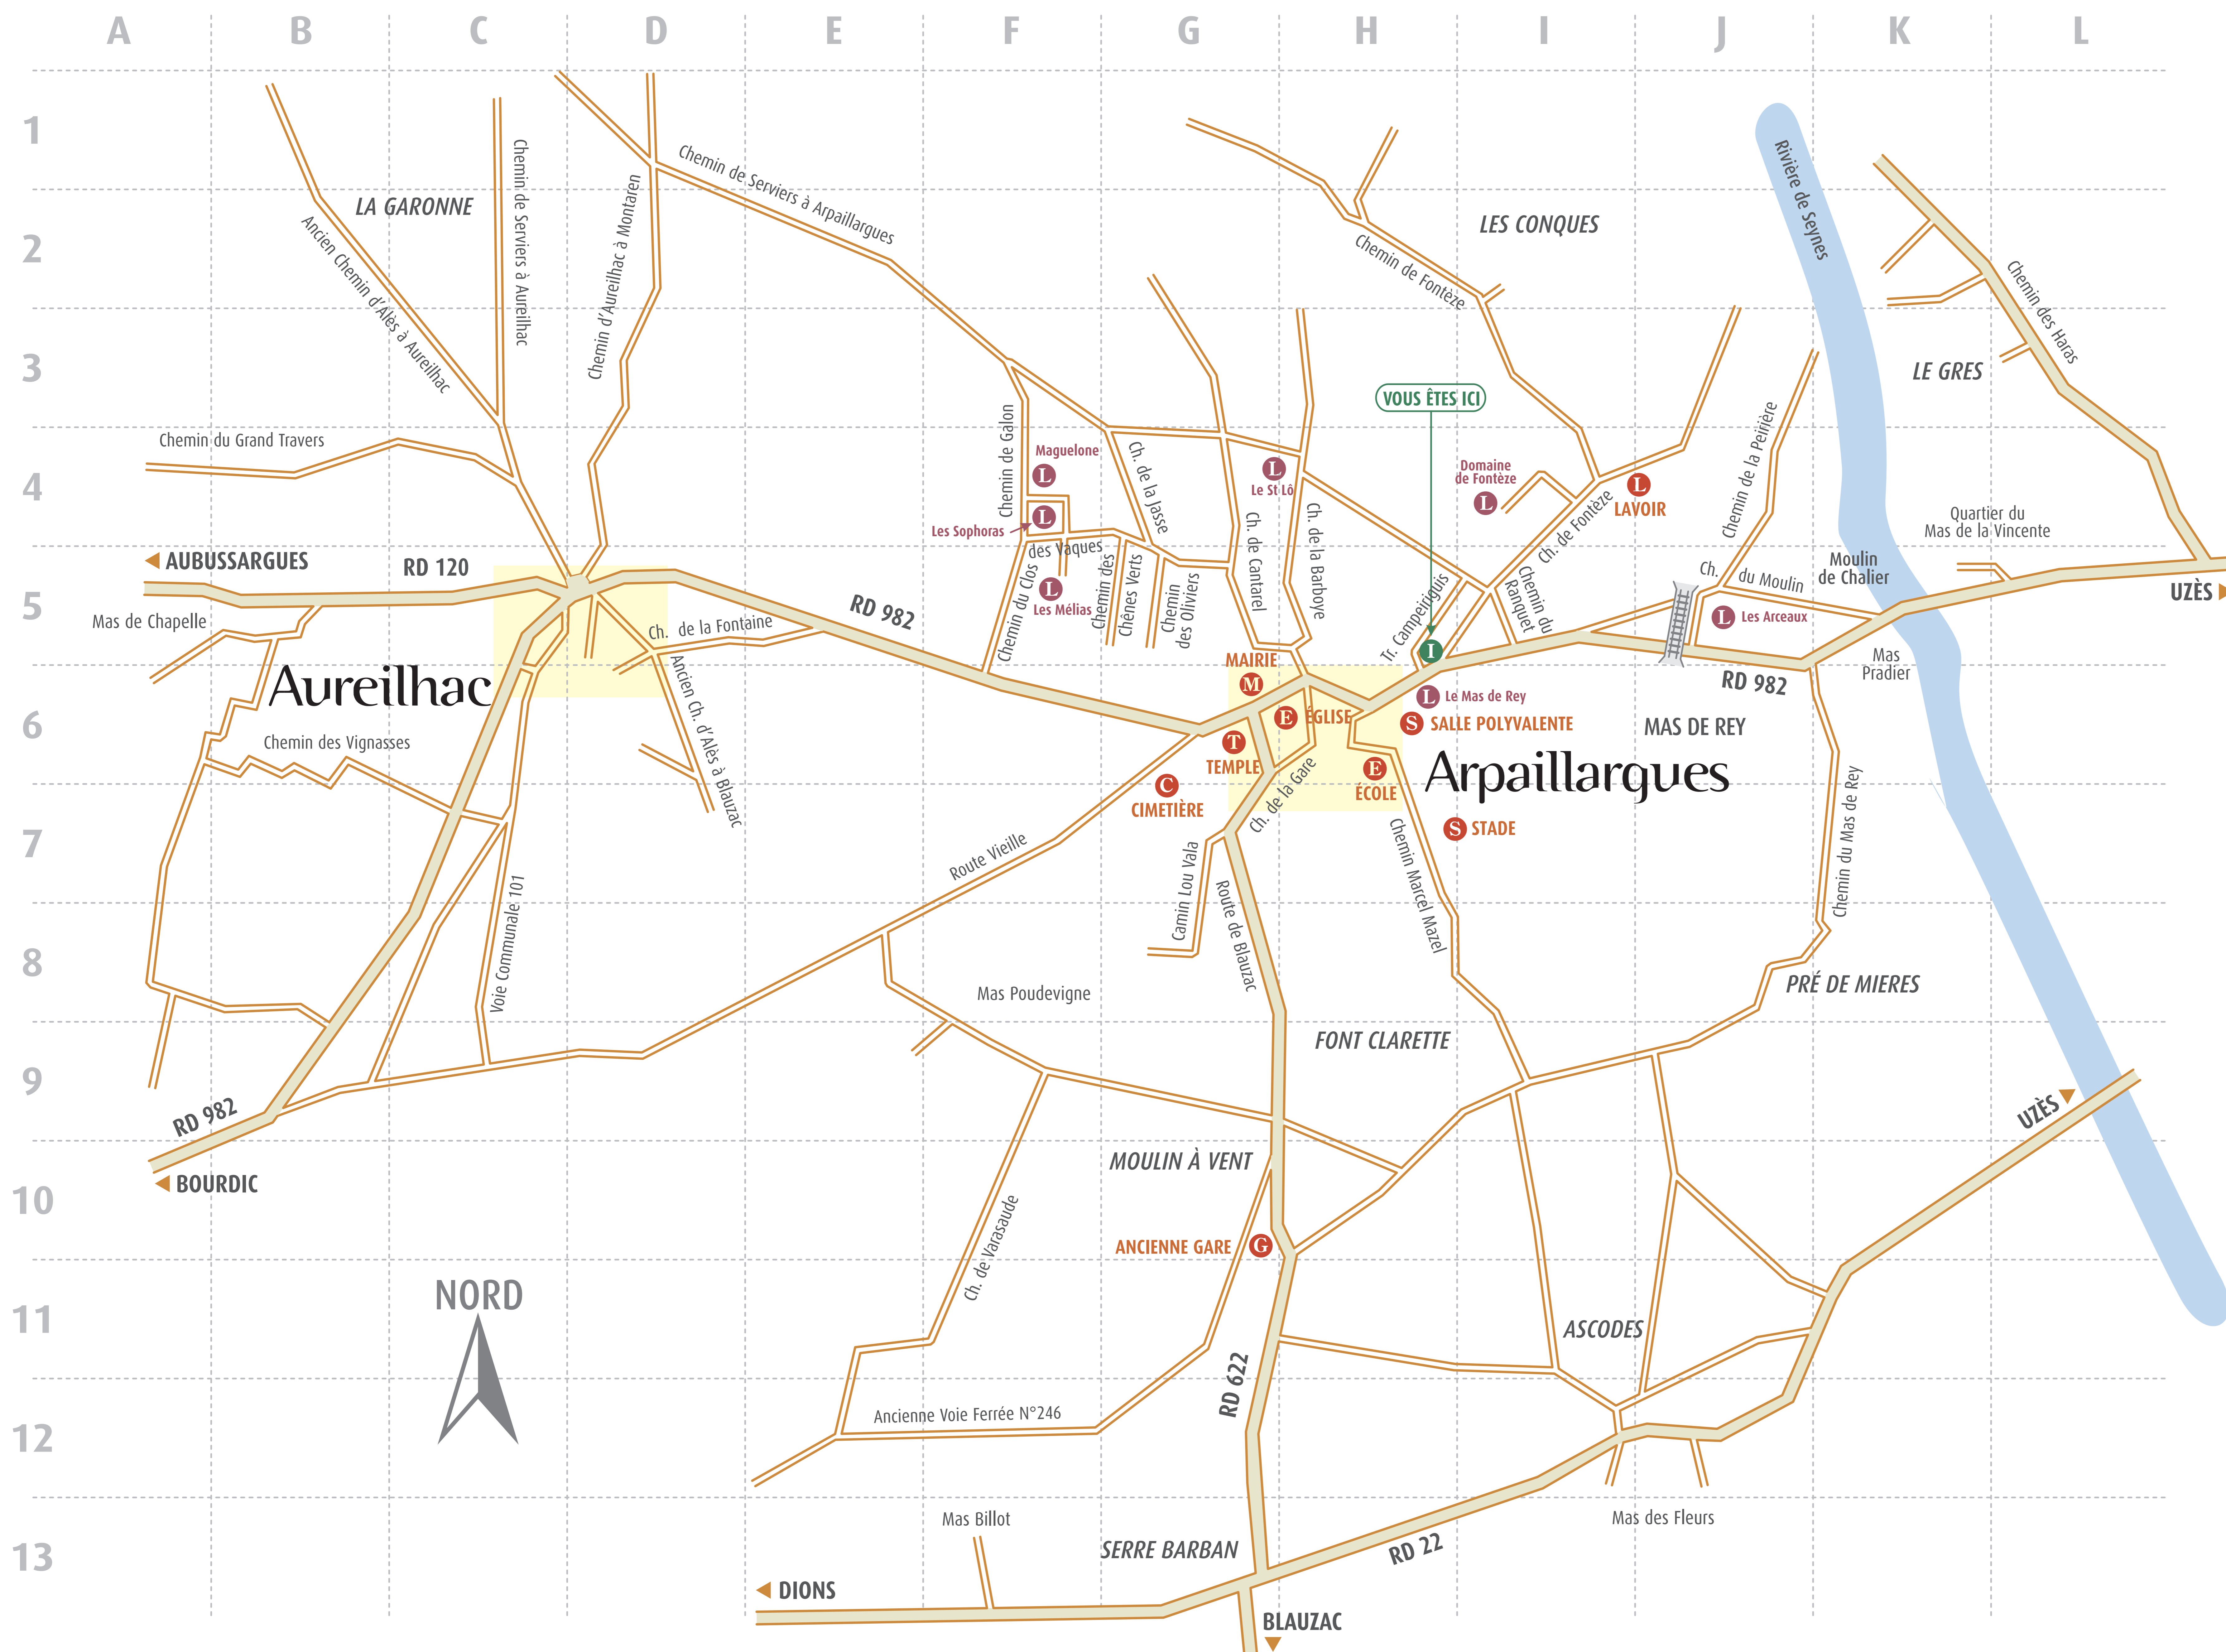 A B C D E F G H I J K L
1
2
3
4
5
6
7
8
9
10
11
12
13
LA GARONNE
Ancien Chemin d'Alès à Aureilhac
Chemin de Serviers à Aureilhac
Chemin d'Aureilhac à Montaren
Chemin de Serviers à Arpaillargues
Chemin de Fontèze
LES CONQUES
Rivière de Seynes
Chemin des Haras
LE GRES
VOUS ÊTES ICI
Chemin du Grand Travers
Chemin de Galon
Maguelone
L
Les Sophoras
L
Ch. de la Jasse
L
Le St Lô
Ch. de Cantarel
Ch. de la Barboye
Domaine
de Fontèze
L
Ch. de Fontèze
L
LAVOIR
Chemin de la Peirière
Quartier du
Mas de la Vincente
AUBUSSARGUES
RD 120
Mas de Chapelle
RD 982
Ch. de la Fontaine
Chemin du Clos
des Vaques
L
Les Mélias
Chemin des
Chênes Verts
Chemin
des Oliviers
Tr. Campeiriguis
I
Chemin du
Ranquet
Ch. du Moulin
L
Les Arceaux
Moulin
de Chalier
UZÈS
Mas
Pradier
RD 982
Aureilhac
Ancien Ch. d'Alès à Blauzac
Chemin des Vignasses
MAIRIE
M
E
ÉGLISE
T
TEMPLE
C
CIMETIÈRE
E
ÉCOLE
L
Le Mas de Rey
S
SALLE POLYVALENTE
MAS DE REY
Arpaillargues
S
STADE
Ch. de la Gare
Chemin du Mas de Rey
Route Vieille
Camin Lou Vala
Route de Blauzac
Chemin Marcel Mazel
Voie Communale 101
Mas Poudevigne
PRÉ DE MIERES
FONT CLARETTE
RD 982
BOURDIC
UZÈS
MOULIN À VENT
Ch. de Varasaude
ANCIENNE GARE
G
NORD
ASCODES
RD 622
Ancienne Voie Ferrée N°246
Mas Billot
Mas des Fleurs
SERRE BARBAN
RD 22
DIONS
BLAUZAC